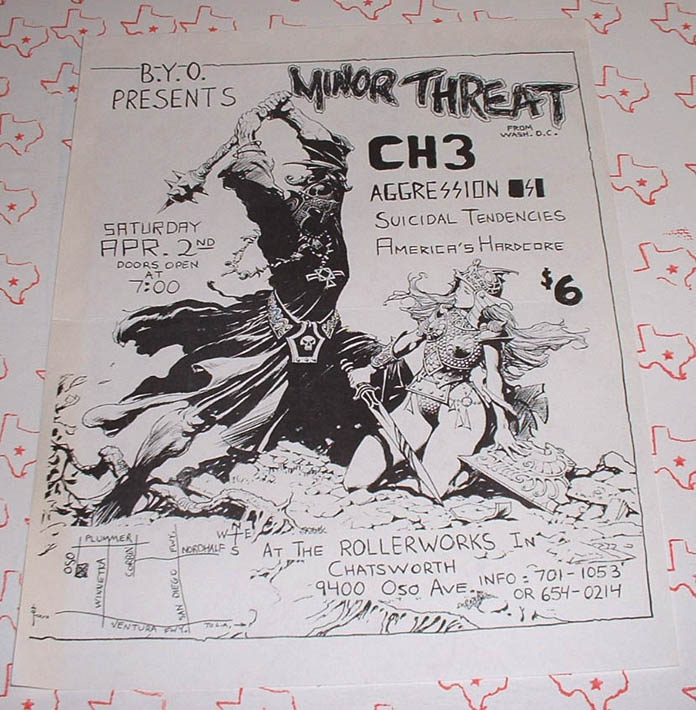 B.Y.O.
PRESENTS
MINOR THREAT
FROM
WASH. D.C.
CH3
AGGRESSION
SUICIDAL TENDENCIES
AMERICA'S HARDCORE
$6
SATURDAY
APR. 2ND
DOORS OPEN
AT
7:00
AT THE ROLLERWORKS IN
CHATSWORTH
9400 OSO AVE.
INFO: 701-1053
OR 654-0214
PLUMMER
OSO
WINNETKA
CORBIN
SAN DIEGO FWY.
NORDHALF
W E
S
VENTURA FWY.
TO L.A.